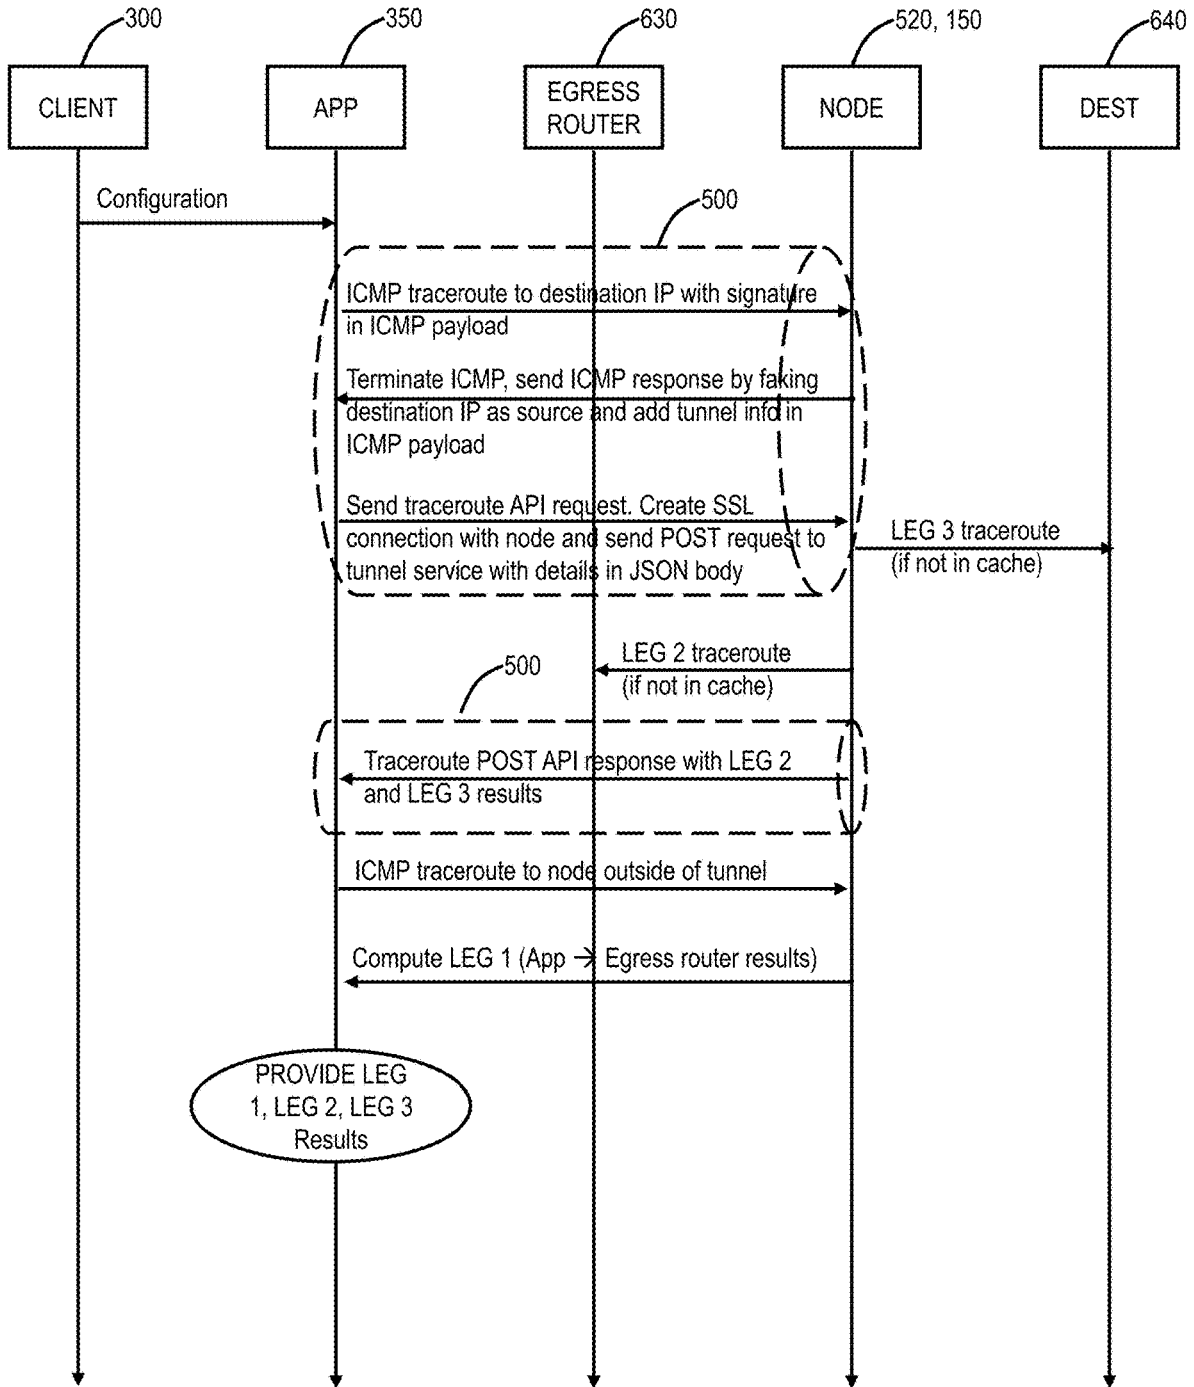 300
350
630
520, 150
640
CLIENT
APP
EGRESS
ROUTER
NODE
DEST
Configuration
500
ICMP traceroute to destination IP with signature
in ICMP payload
Terminate ICMP, send ICMP response by faking
destination IP as source and add tunnel info in
ICMP payload
Send traceroute API request. Create SSL
connection with node and send POST request to
tunnel service with details in JSON body
LEG 3 traceroute
(if not in cache)
LEG 2 traceroute
(if not in cache)
500
Traceroute POST API response with LEG 2
and LEG 3 results
ICMP traceroute to node outside of tunnel
Compute LEG 1 (App → Egress router results)
PROVIDE LEG
1, LEG 2, LEG 3
Results